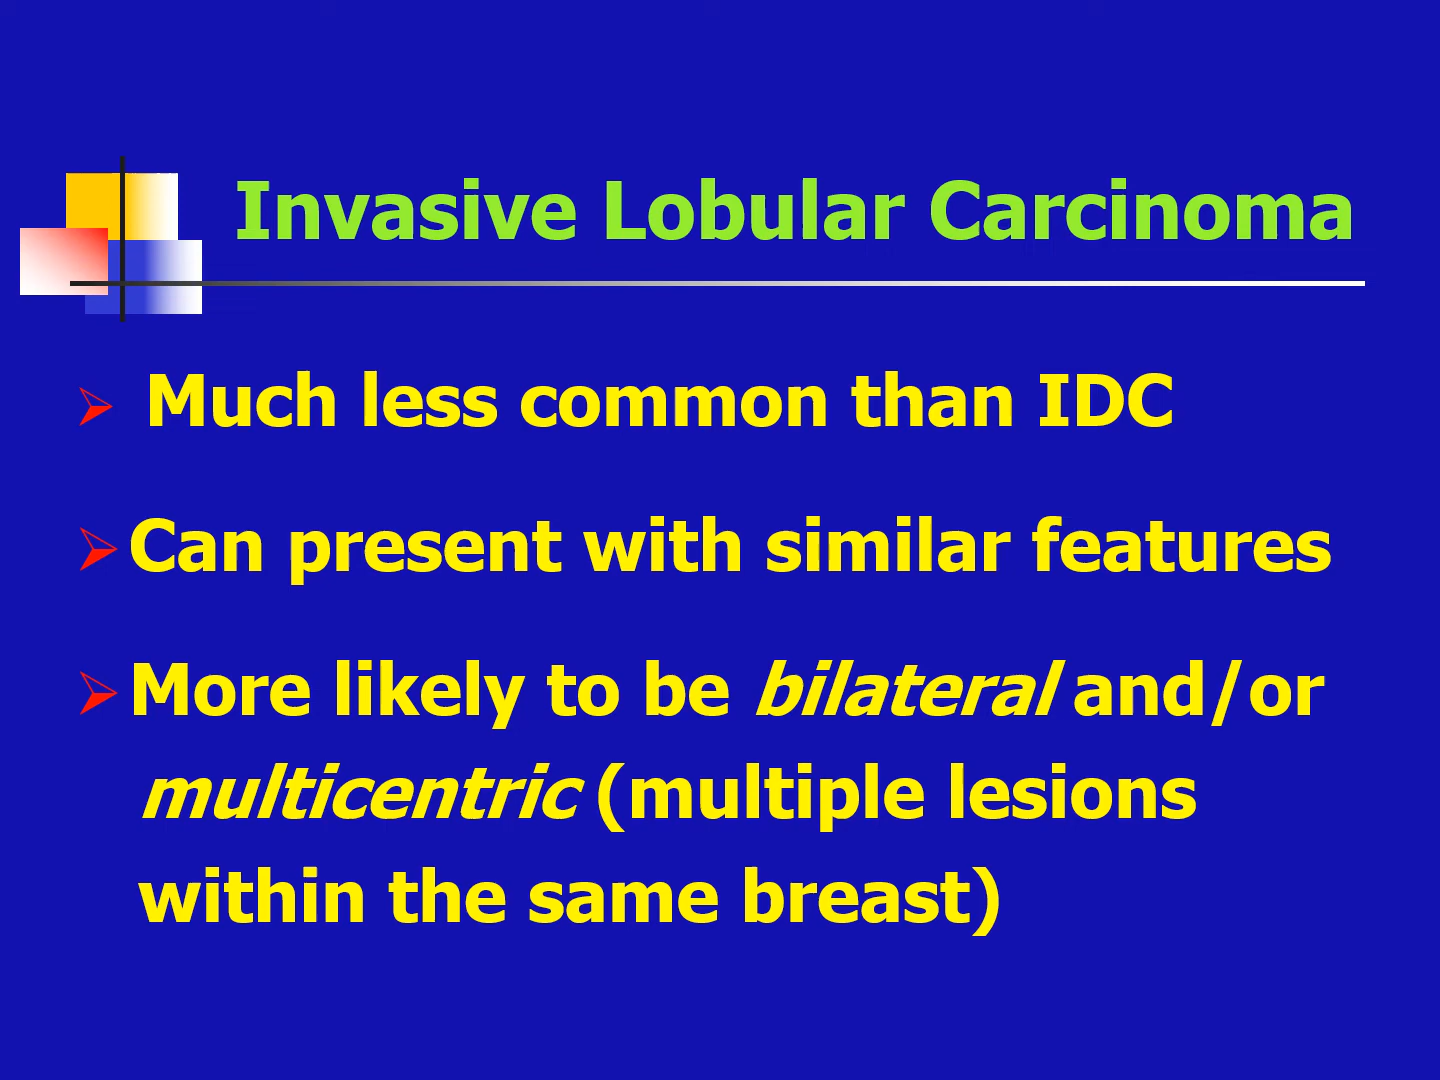 Invasive Lobular Carcinoma
Much less common than IDC
Can present with similar features
More likely to be bilateral and/or
multicentric (multiple lesions
within the same breast)